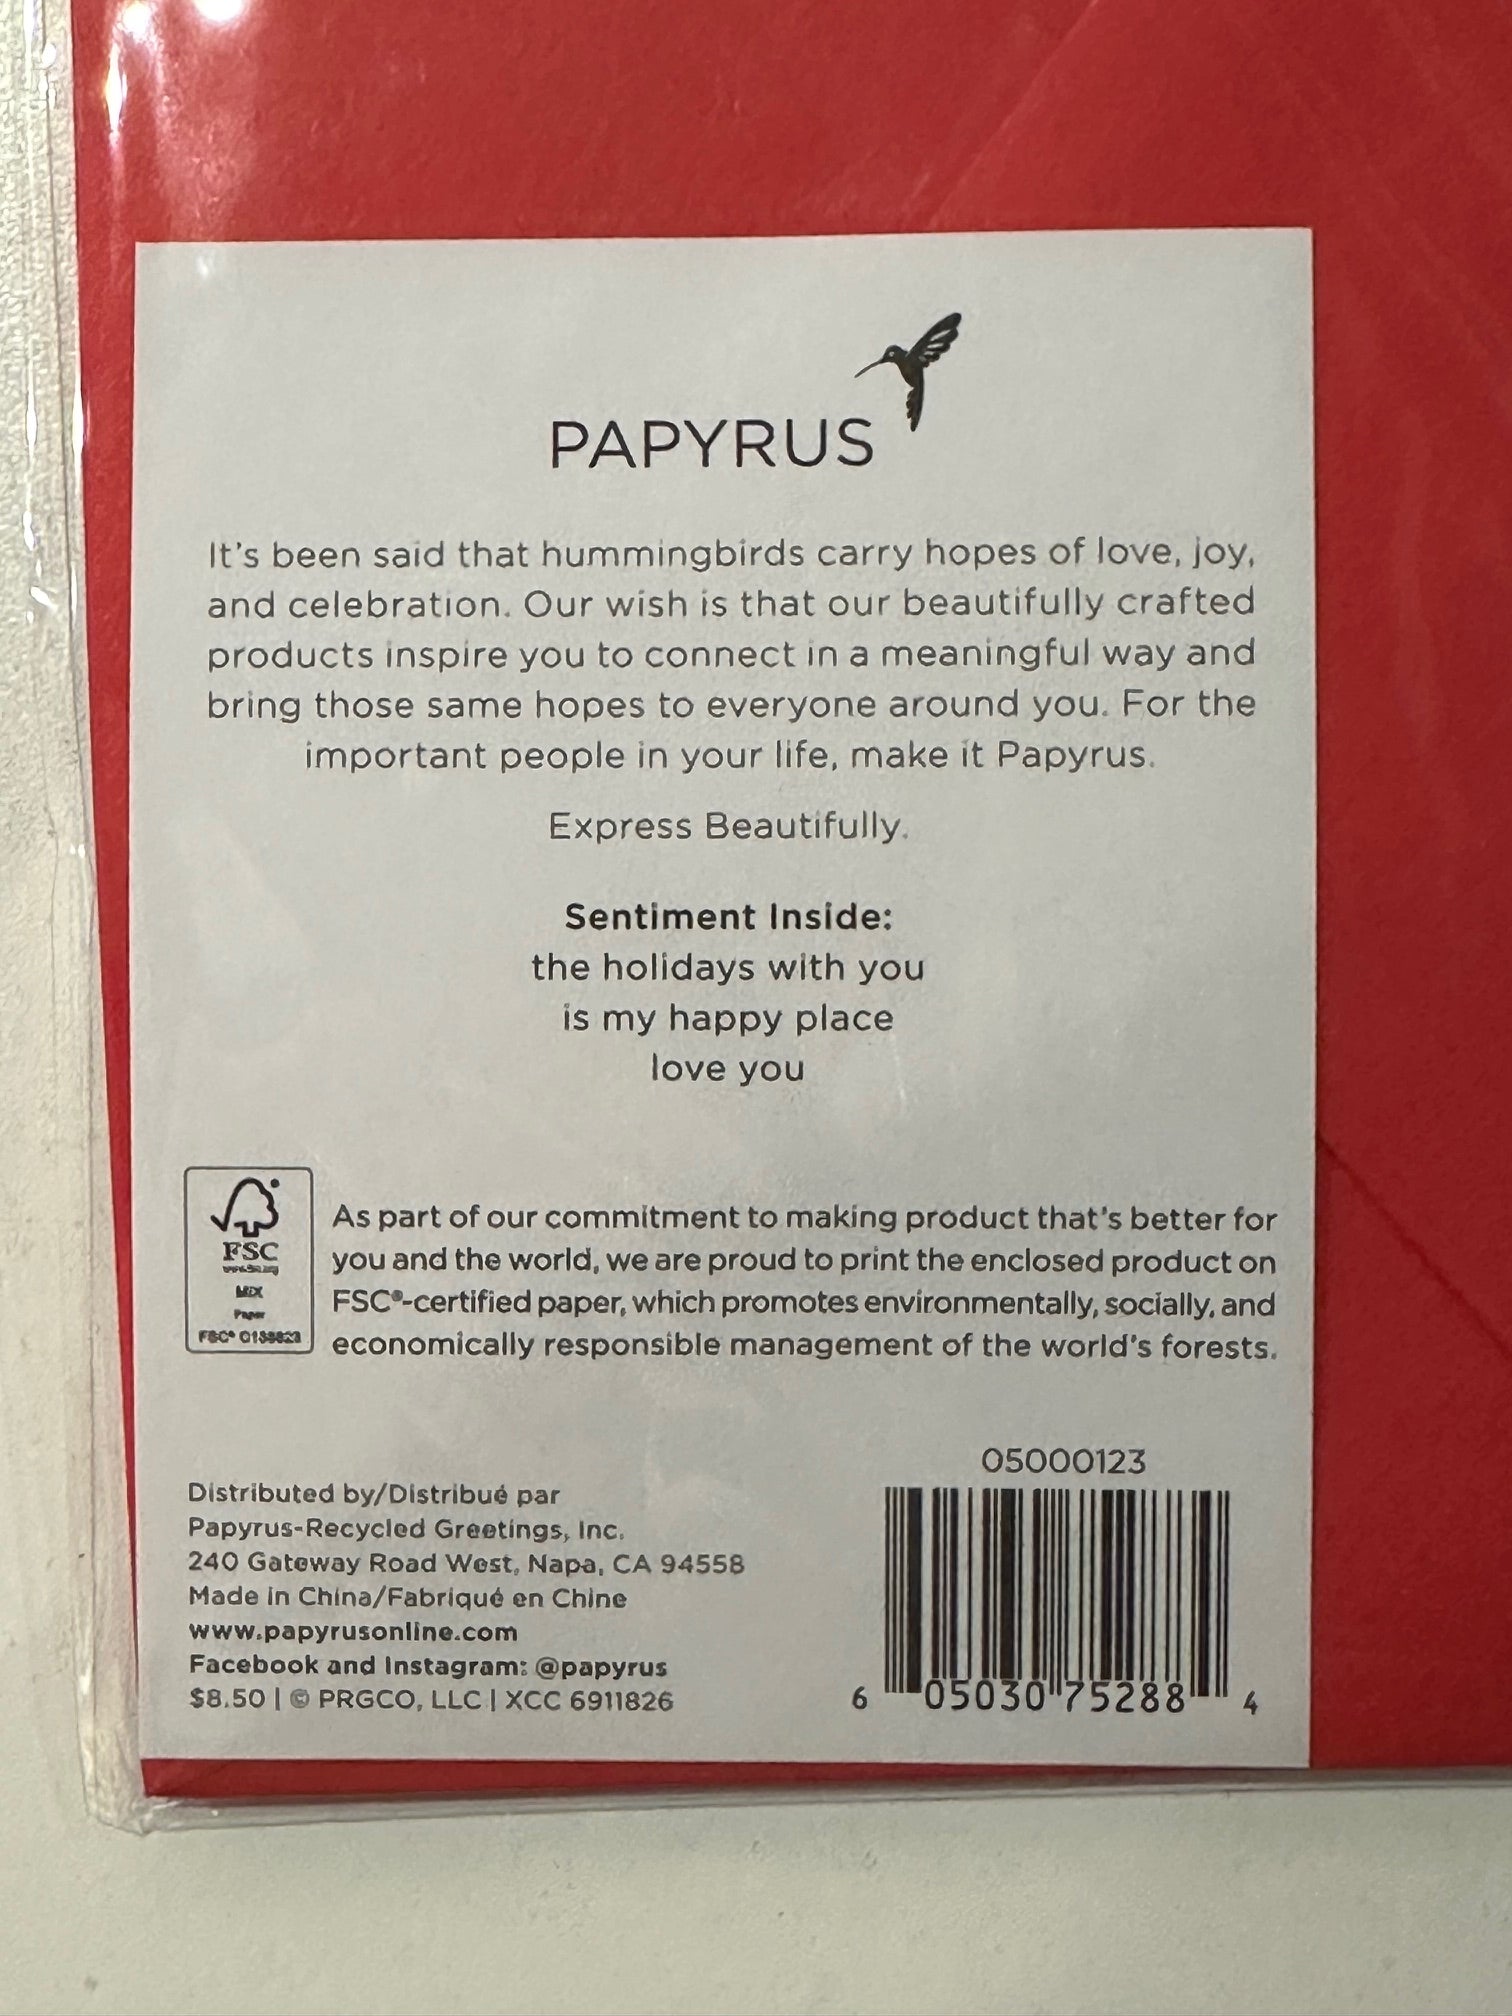 PAPYRUS
It's been said that hummingbirds carry hopes of love, joy,
and celebration. Our wish is that our beautifully crafted
products inspire you to connect in a meaningful way and
bring those same hopes to everyone around you. For the
important people in your life, make it Papyrus.
Express Beautifully.
Sentiment Inside:
the holidays with you
is my happy place
love you
FSC
www.fsc.org
MIX
Paper
FSC®
As part of our commitment to making product that's better for
you and the world, we are proud to print the enclosed product on
FSC®-certified paper, which promotes environmentally, socially, and
economically responsible management of the world's forests.
Distributed by/Distribué par
Papyrus-Recycled Greetings, Inc.
240 Gateway Road West, Napa, CA 94558
Made in China/Fabriqué en Chine
www.papyrusonline.com
Facebook and Instagram: @papyrus
$8.50 | © PRGCO, LLC | XCC 6911826
05000123
6 05030 75288 4